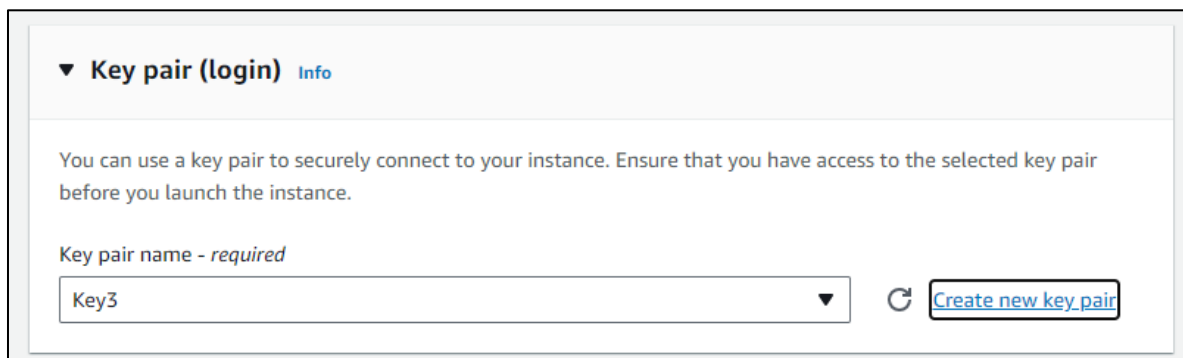 Key pair (login) Info
You can use a key pair to securely connect to your instance. Ensure that you have access to the selected key pair
before you launch the instance.
Key pair name - required
Key3
Create new key pair